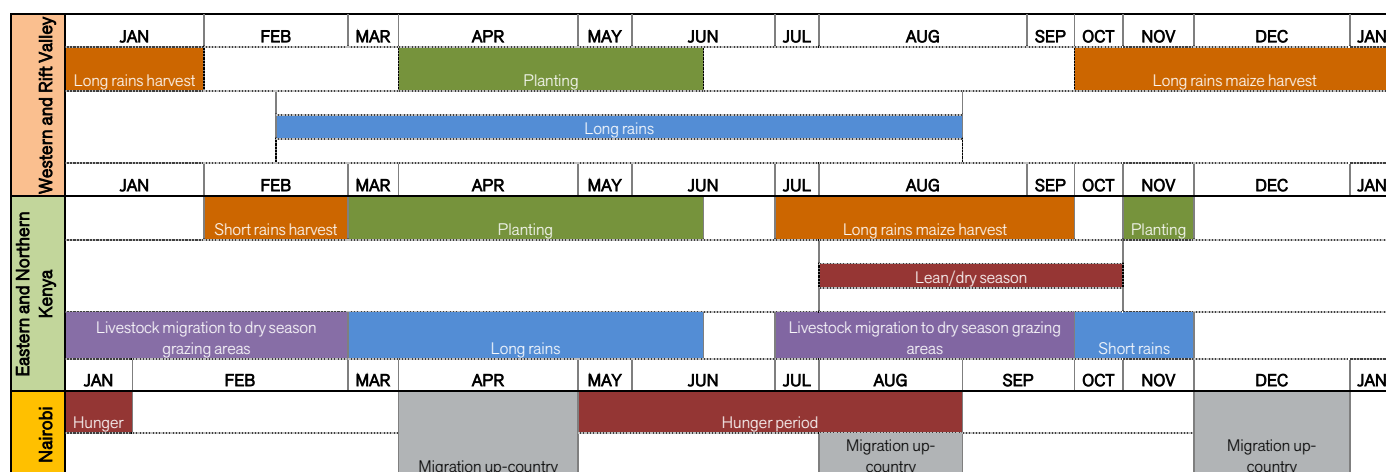 Western and Rift Valley
JAN FEB MAR APR MAY JUN JUL AUG SEP OCT NOV DEC JAN
Long rains harvest Planting Long rains maize harvest
Long rains
JAN FEB MAR APR MAY JUN JUL AUG SEP OCT NOV DEC JAN
Eastern and Northern
Kenya
Short rains harvest Planting Long rains maize harvest Planting
Lean/dry season
Livestock migration to dry season
grazing areas
Long rains
Livestock migration to dry season grazing
areas
Short rains
JAN FEB MAR APR MAY JUN JUL AUG SEP OCT NOV DEC JAN
Nairobi
Hunger Hunger period
Migration up-country
Migration up-
country
Migration up-
country